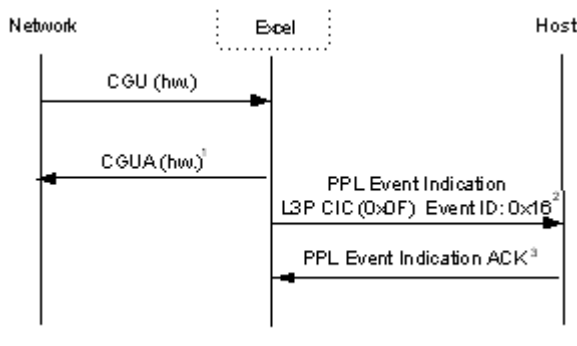 Network Excel Host
CGU (hw.)
CGUA (hw.)¹
PPL Event Indication
L3P CIC (0x0F) Event ID: 0x16²
PPL Event Indication ACK³